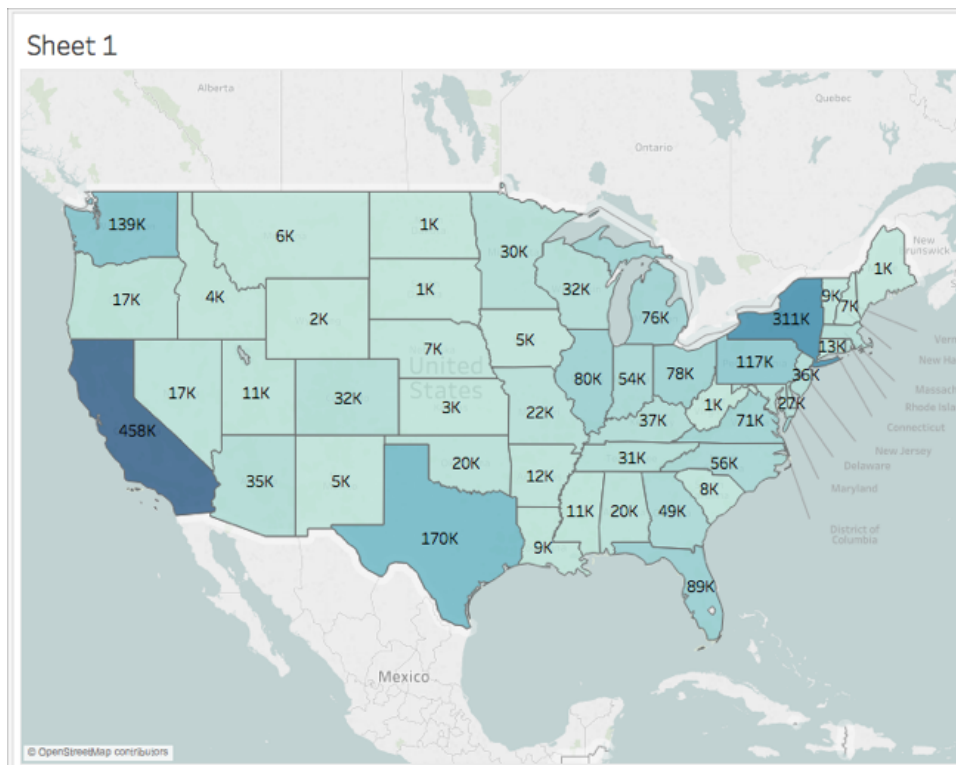 Sheet 1
Alberta
Quebec
Ontario
New
Brunswick
139K
6K
1K
30K
1K
17K
4K
1K
32K
9K
7K
2K
76K
311K
5K
13K
7K
United
States
117K
36K
17K
11K
32K
80K
54K
78K
3K
1K
27K
22K
37K
71K
458K
31K
56K
20K
35K
5K
12K
8K
11K
20K
49K
170K
9K
89K
Verm
New Ha
Massach
Rhode Isla
Connecticut
New Jersey
Delaware
Maryland
District of
Columbia
Mexico
© OpenStreetMap contributors